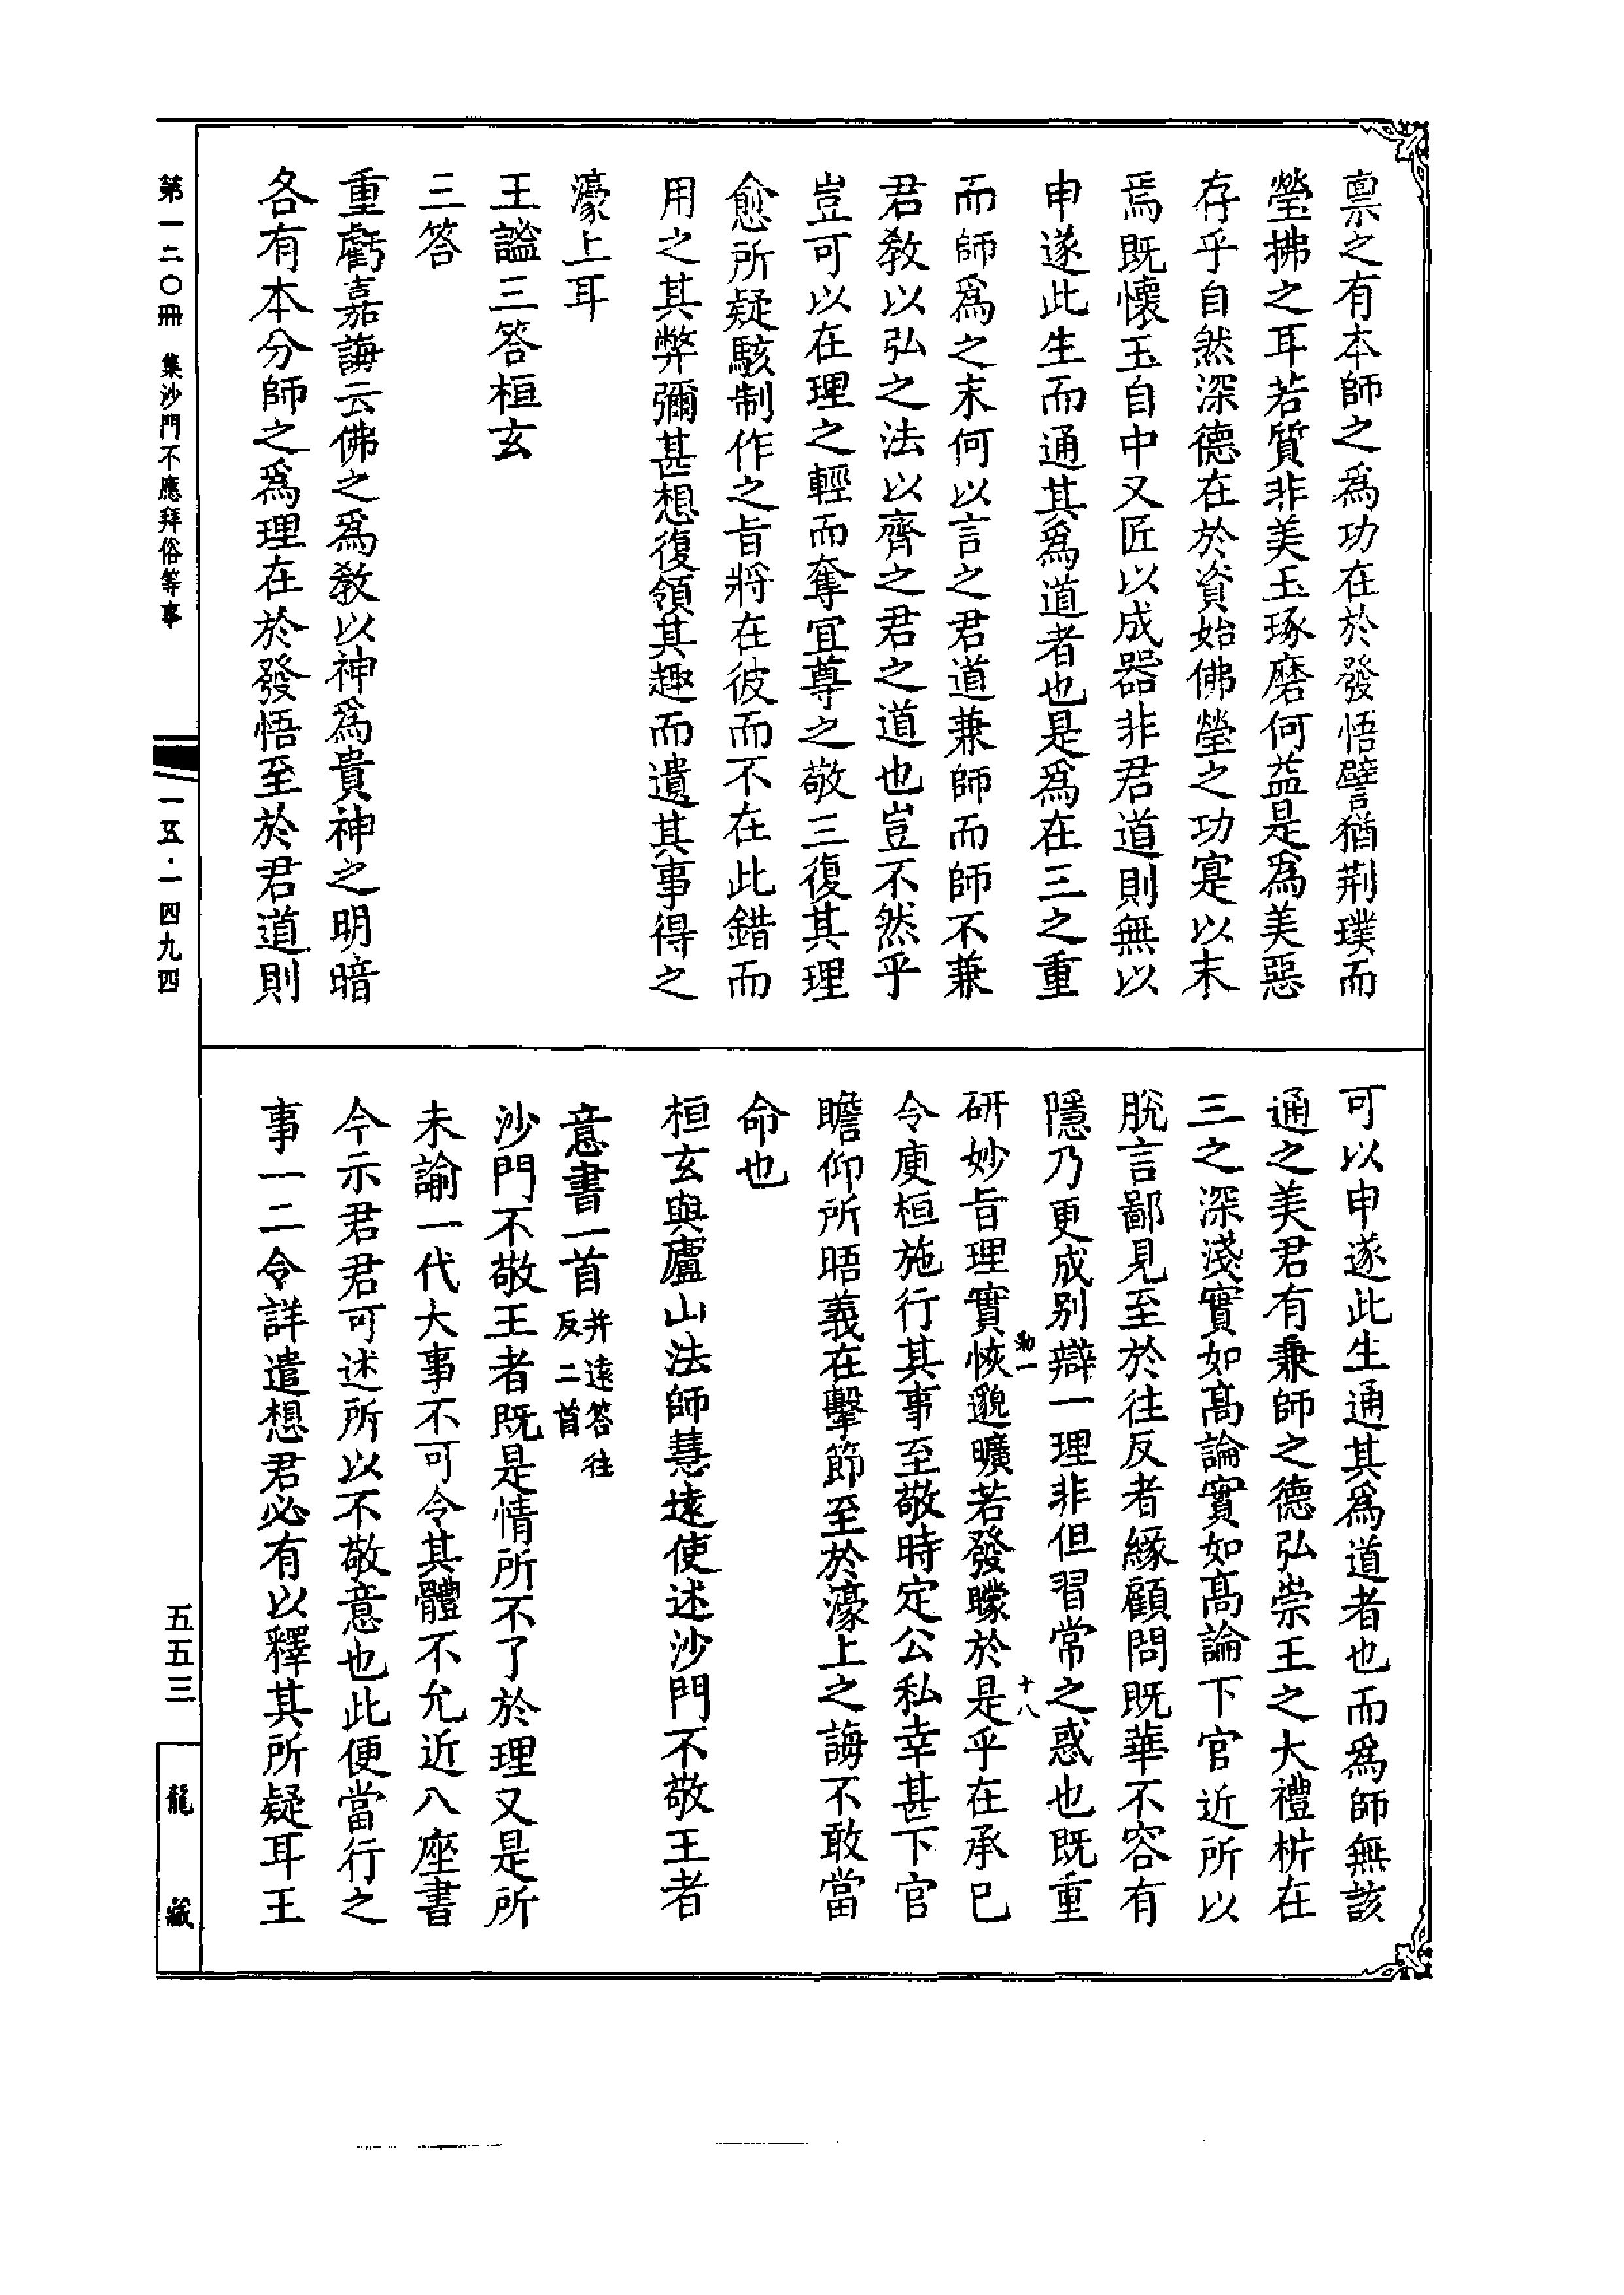 禀之有本師之爲功在於發悟譬猶荆璞而
瑩拂之耳若質非美玉琢磨何益是爲美惡
存乎自然深德在於資始佛瑩之功寔以末
焉既懷玉自中又匠以成器非君道則無以
申遂此生而通其爲道者也是爲在三之重
而師爲之末何以言之君道兼師而師不兼
君敎以弘之法以齊之君之道也豈不然乎
豈可以在理之輕而奪宜尊之敬三復其理
愈所疑駭制作之旨將在彼而不在此錯而
用之其弊彌甚想復領其趣而遺其事得之
濠上耳
王謐三答桓玄
三答
重虧嘉誨云佛之爲敎以神爲貴神之明暗
各有本分師之爲理在於發悟至於君道則
可以申遂此生通其爲道者也而爲師無該
通之美君有兼師之德弘崇王之大禮析在
三之深淺實如高論實如高論下官近所以
脫言鄙見至於往反者緣顧問既華不容有
隱乃更成别辯一理非但習常之惑也既重
研妙旨理實恢邈曠若發矇於是乎在承已
令庾桓施行其事至敬時定公私幸甚下官
瞻仰所晤義在擊節至於濠上之誨不敢當
命也
桓玄與廬山法師慧遠使述沙門不敬王者
意書一首并遠答往反二首
沙門不敬王者既是情所不了於理又是所
未諭一代大事不可令其體不允近八座書
今示君君可述所以不敬意也此便當行之
事一二令詳遣想君必有以釋其所疑耳王
十八
第一二〇冊 集沙門不應拜俗等事
一五·一四九四
五五三
龍藏